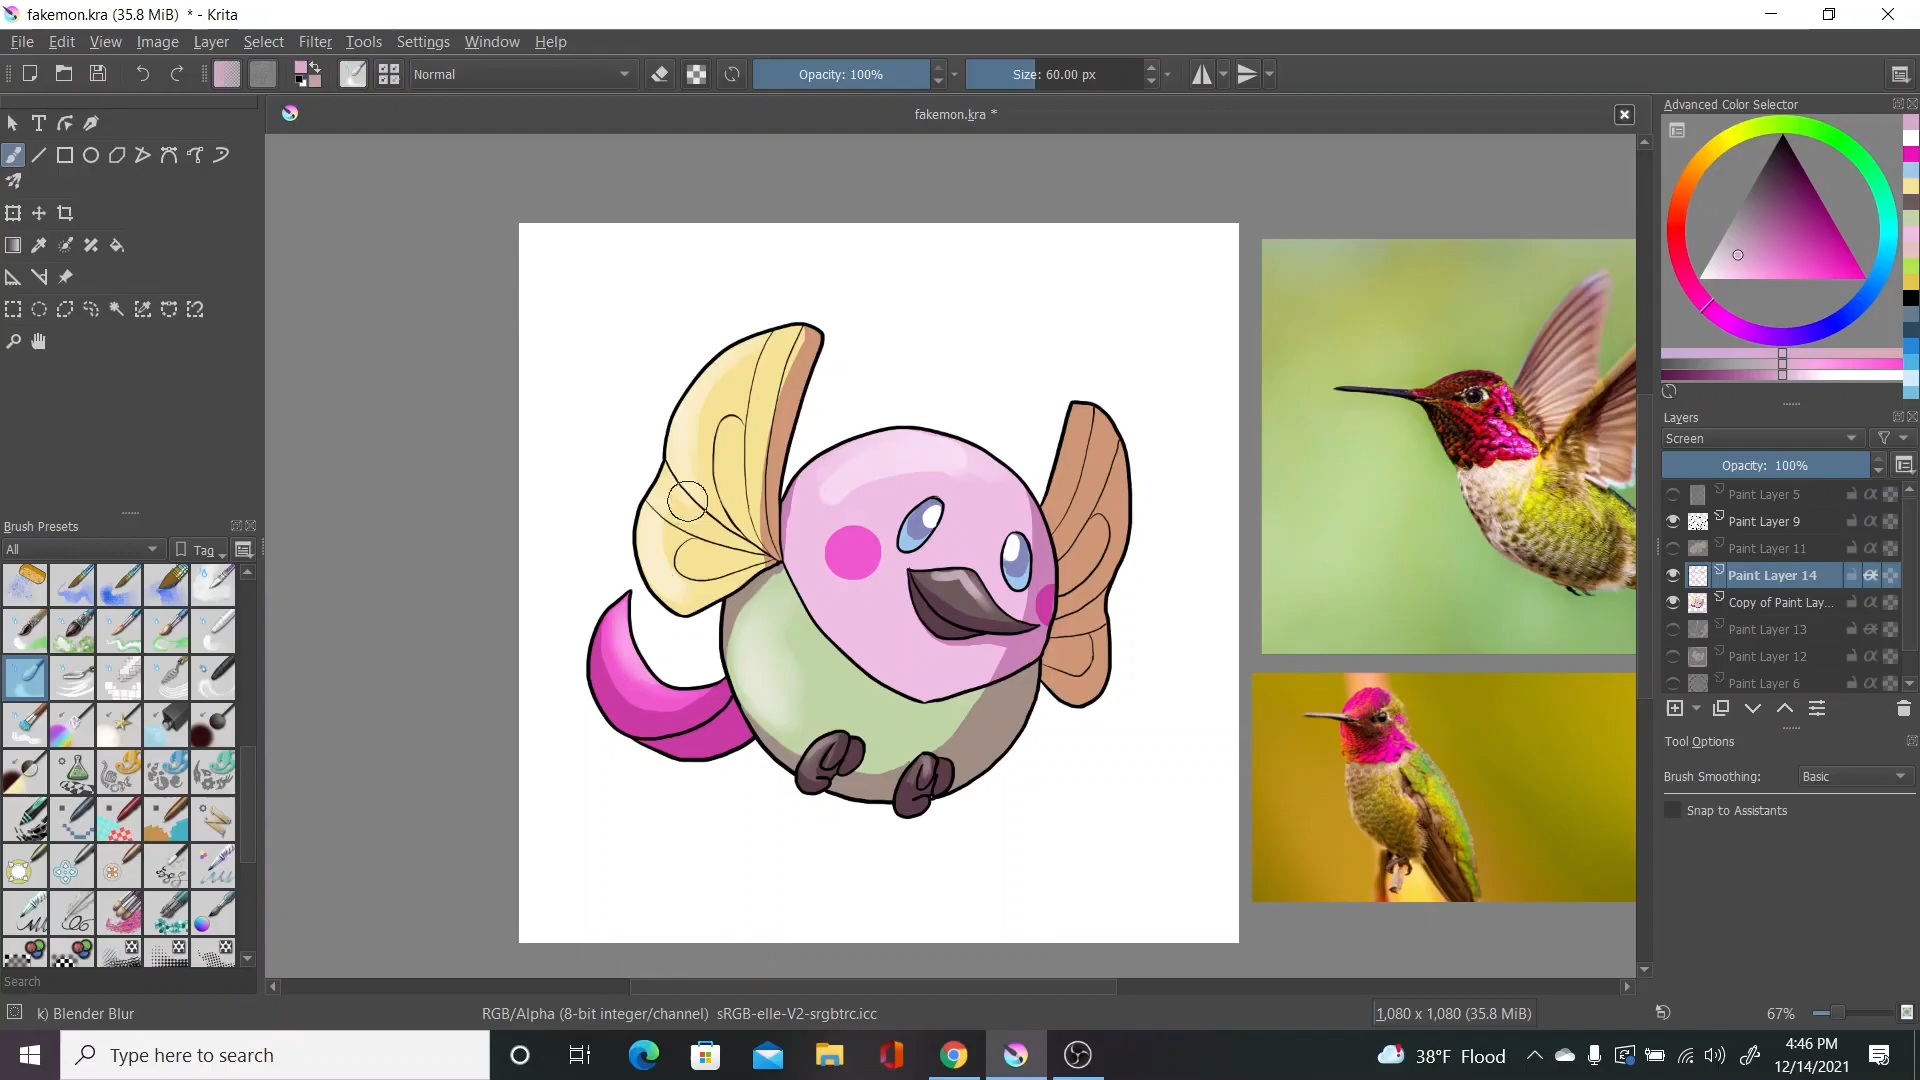 fakemon.kra (35.8 MiB) * - Krita
File Edit View Image Layer Select Filter Tools Settings Window Help
Normal
Opacity: 100%
Size: 60.00 px
fakemon.kra *
Advanced Color Selector
Layers
Screen
Opacity: 100%
Paint Layer 5
Paint Layer 9
Paint Layer 11
Paint Layer 14
Copy of Paint Lay...
Paint Layer 13
Paint Layer 12
Paint Layer 6
Tool Options
Brush Smoothing: Basic
Snap to Assistants
Brush Presets
All
Tag
Search
k) Blender Blur
RGB/Alpha (8-bit integer/channel) sRGB-elle-V2-srgbtrc.icc
1,080 x 1,080 (35.8 MiB)
67%
Type here to search
38°F Flood
4:46 PM
12/14/2021